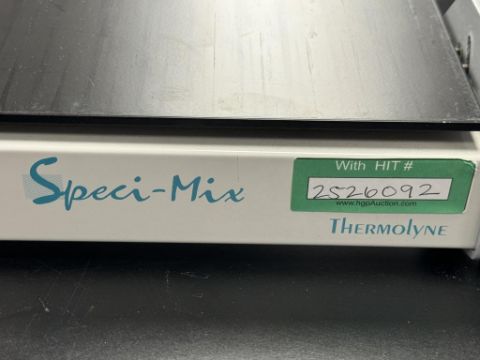 Speci-Mix
With HIT #
2526092
www.hgpAuction.com
THERMOLYNE